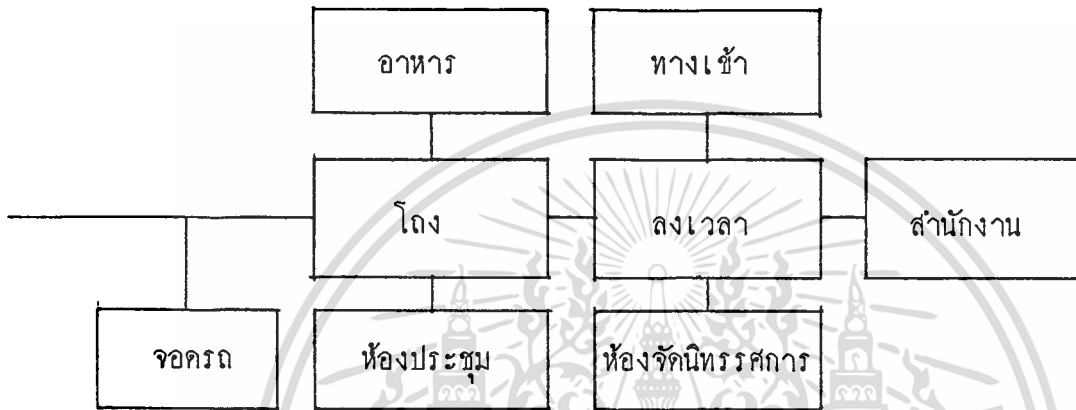 อาหาร
ทางเช้า
โถง
ลงเวลา
สำนักงาน
จอดรถ
ห้องประชุม
ห้องจัดนิทรรศการ